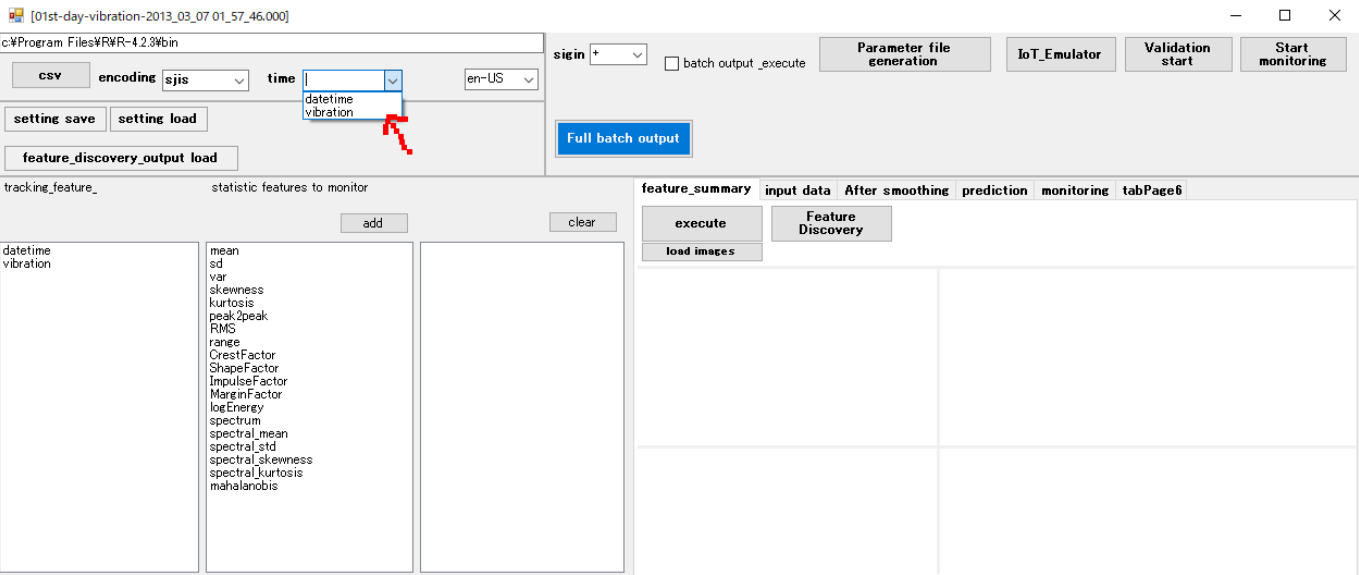 [01st-day-vibration-2013_03_07 01_57_46.000]
c:¥Program Files¥R¥R-4.2.3¥bin
csv
encoding
sjis
time
datetime
vibration
en-US
setting save
setting load
feature_discovery_output load
sigin
+
batch output _execute
Parameter file
generation
IoT_Emulator
Validation
start
Start
monitoring
Full batch output
tracking_feature_
statistic features to monitor
add
clear
datetime
vibration
mean
sd
var
skewness
kurtosis
peak2peak
RMS
range
CrestFactor
ShapeFactor
ImpulseFactor
MarginFactor
logEnergy
spectrum
spectral_mean
spectral_std
spectral_skewness
spectral_kurtosis
mahalanobis
feature_summary
input data
After smoothing
prediction
monitoring
tabPage6
execute
Feature
Discovery
load images